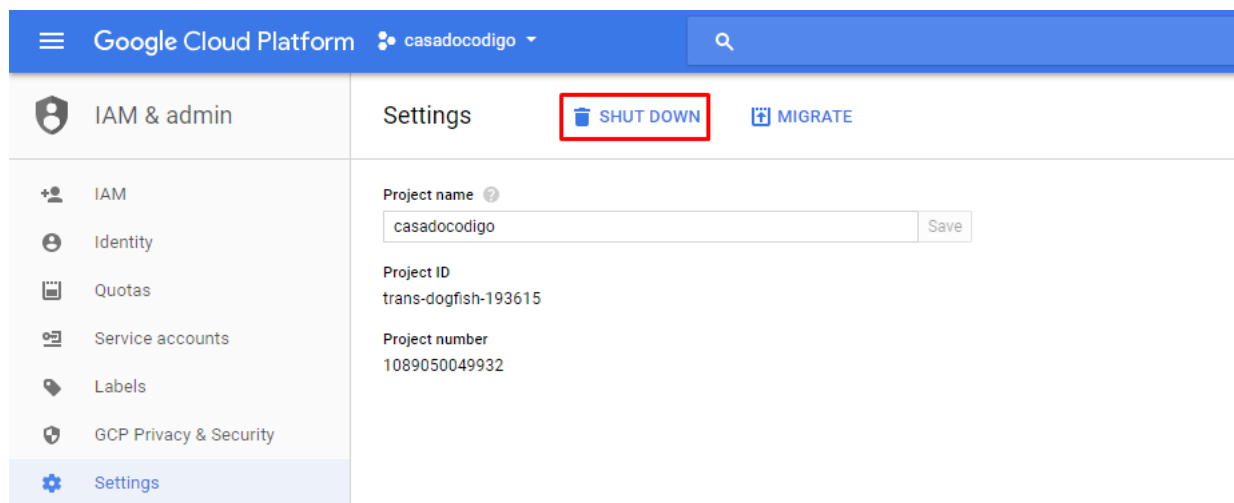 Google Cloud Platform casadocodigo
IAM & admin
Settings SHUT DOWN MIGRATE
IAM
Identity
Quotas
Service accounts
Labels
GCP Privacy & Security
Settings
Project name ?
casadocodigo Save
Project ID
trans-dogfish-193615
Project number
1089050049932